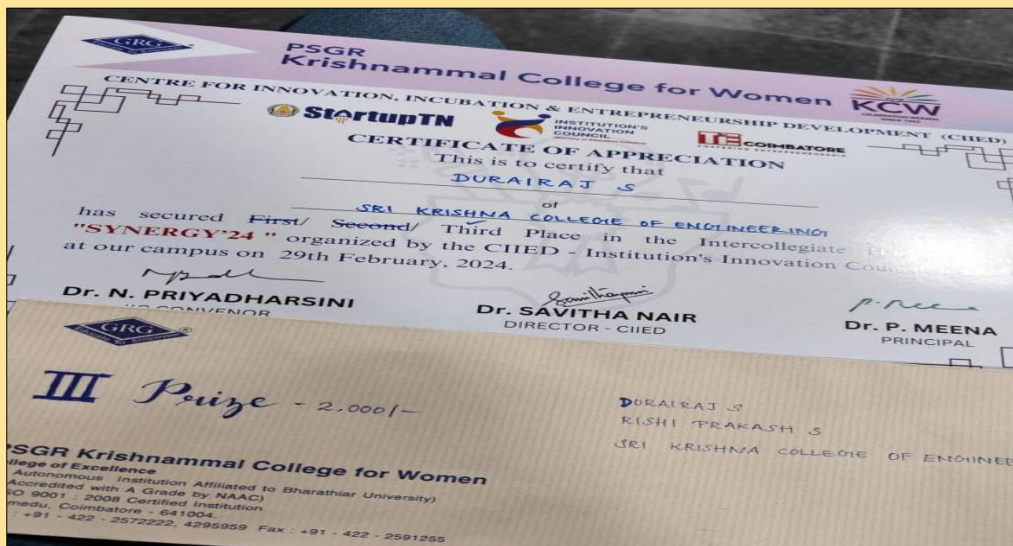 GRG
PSGR
Krishnammal College for Women
KCW
CENTRE FOR INNOVATION, INCUBATION & ENTREPRENEURSHIP DEVELOPMENT (CIIED)
StartupTN
INSTITUTION'S
INNOVATION
COUNCIL
TiE COIMBATORE
CERTIFICATE OF APPRECIATION
This is to certify that
DURAIRAJ S
of
SRI KRISHNA COLLEGE OF ENGINEERING
has secured First/ Second/ Third Place in the Intercollegiate
"SYNERGY'24 " organized by the CIIED - Institution's Innovation
at our campus on 29th February, 2024.
Dr. N. PRIYADHARSINI
CONVENOR
Dr. SAVITHA NAIR
DIRECTOR - CIIED
Dr. P. MEENA
PRINCIPAL
GRG
III Prize - 2,000/-
DURAIRAJ S
RISHI PRAKASH S
SRI KRISHNA COLLEGE OF ENGINEER
PSGR Krishnammal College for Women
College of Excellence
Autonomous Institution Affiliated to Bharathiar University)
Accredited with A Grade by NAAC)
ISO 9001 : 2008 Certified Institution
Coimbatore - 641004.
: +91 - 422 - 2572222, 4295959 Fax : +91 - 422 - 2591255